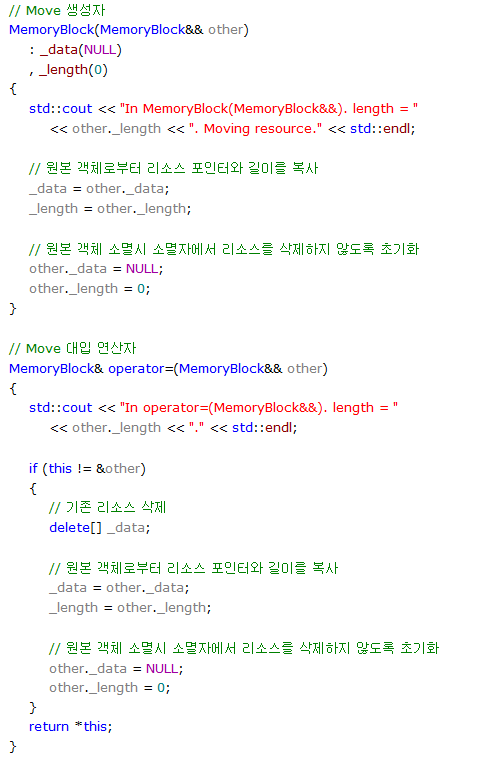 // Move 생성자
MemoryBlock(MemoryBlock&& other)
: _data(NULL)
, _length(0)
{
std::cout << "In MemoryBlock(MemoryBlock&&). length = "
<< other._length << ". Moving resource." << std::endl;
// 원본 객체로부터 리소스 포인터와 길이를 복사
_data = other._data;
_length = other._length;
// 원본 객체 소멸시 소멸자에서 리소스를 삭제하지 않도록 초기화
other._data = NULL;
other._length = 0;
}
// Move 대입 연산자
MemoryBlock& operator=(MemoryBlock&& other)
{
std::cout << "In operator=(MemoryBlock&&). length = "
<< other._length << "." << std::endl;
if (this != &other)
{
// 기존 리소스 삭제
delete[] _data;
// 원본 객체로부터 리소스 포인터와 길이를 복사
_data = other._data;
_length = other._length;
// 원본 객체 소멸시 소멸자에서 리소스를 삭제하지 않도록 초기화
other._data = NULL;
other._length = 0;
}
return *this;
}